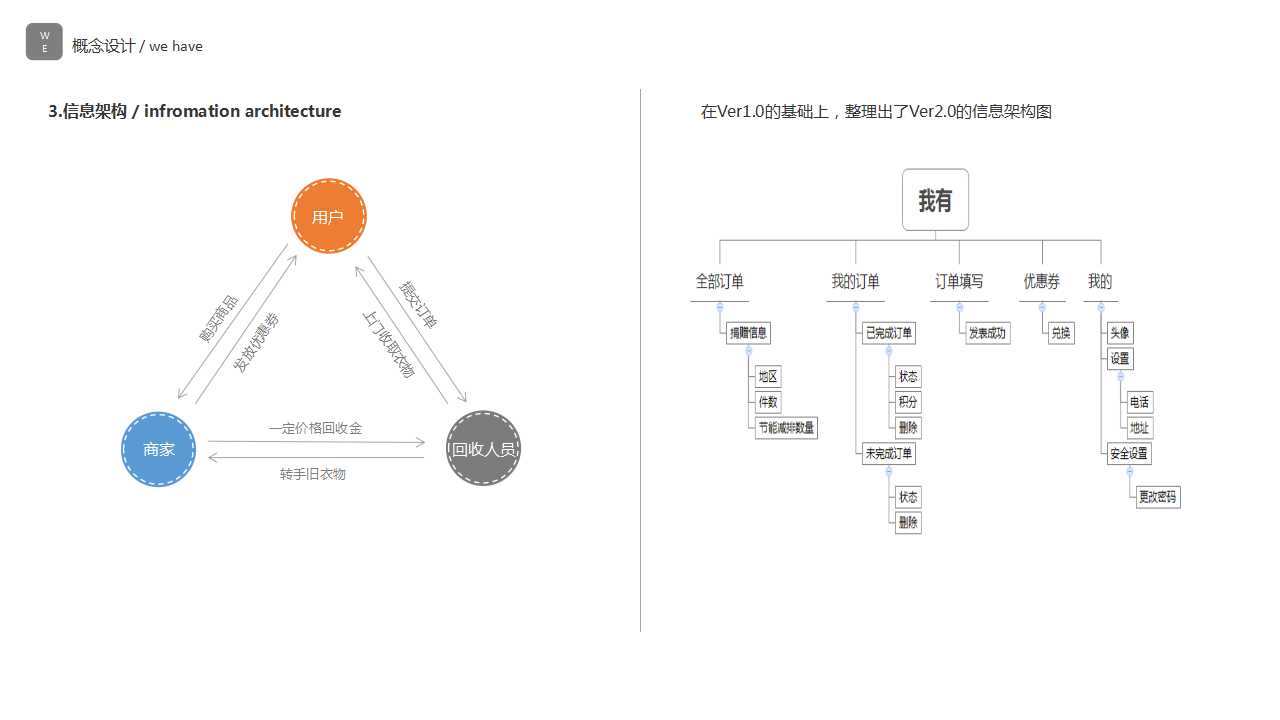 W
E
概念设计 / we have
3.信息架构 / infromation architecture
用户
购买商品
发放优惠券
提交订单
上门收取衣物
商家
一定价格回收金
转手旧衣物
回收人员
在Ver1.0的基础上，整理出了Ver2.0的信息架构图
我有
全部订单
捐赠信息
地区
件数
节能减排数量
我的订单
已完成订单
状态
积分
删除
未完成订单
状态
删除
订单填写
发表成功
优惠券
兑换
我的
头像
设置
电话
地址
安全设置
更改密码